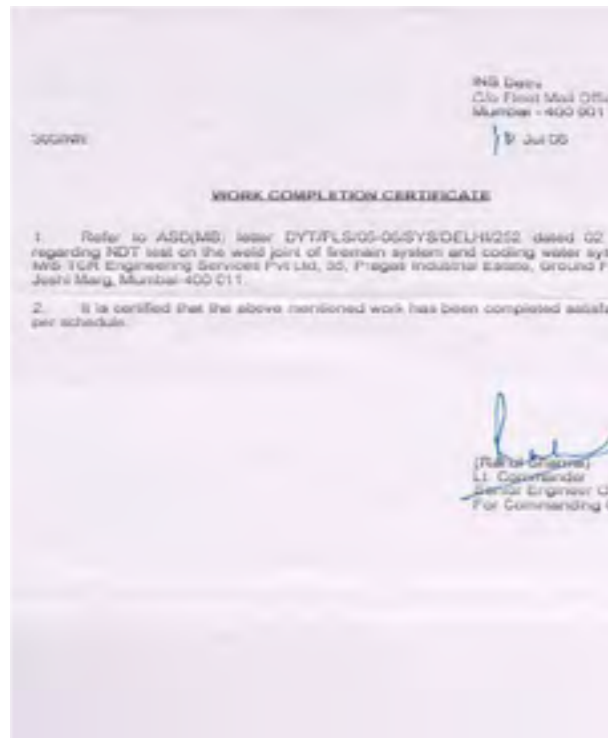 INS
C/o Fleet Mail Offi
Mumbai - 400 001
Jul 05
WORK COMPLETION CERTIFICATE
1. Refer to ASD(MB) letter DYT/FLS/05-06/SYS/DELHI/252 dated 02
regarding NDT test on the weld joint of firemain system and cooling water syt
M/S TCR Engineering Services Pvt Ltd, 35, Pragati Industrial Estate, Ground F
Joshi Marg, Mumbai-400 011.
2. It is certified that the above mentioned work has been completed satisfa
per schedule.
Lt. Commander
Senior Engineer O
For Commanding